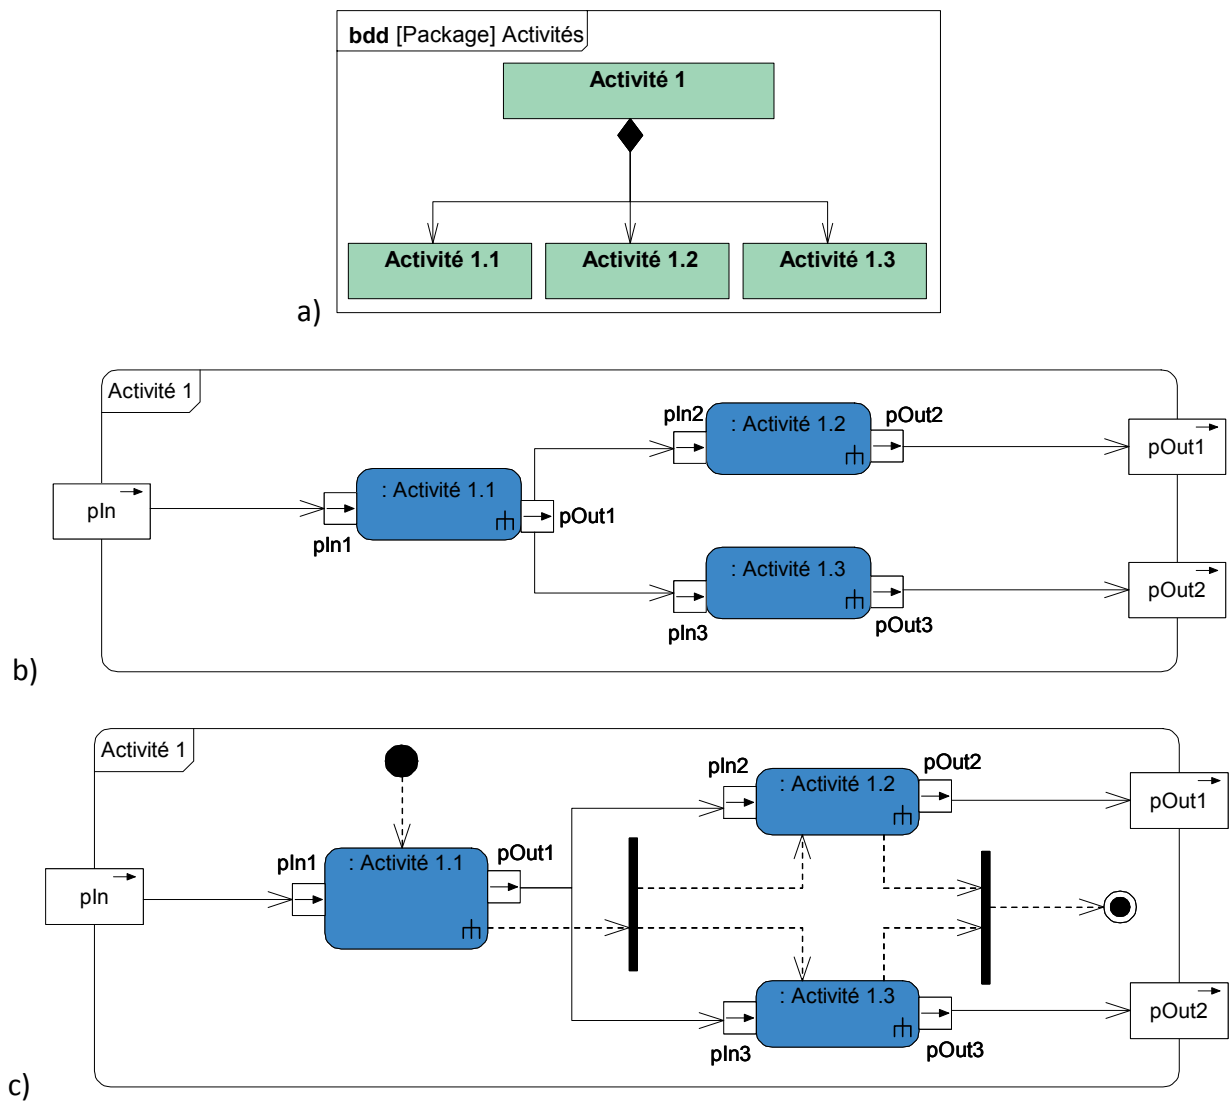 bdd [Package] Activités
Activité 1
Activité 1.1
Activité 1.2
Activité 1.3
a)
Activité 1
pIn
pIn1
: Activité 1.1
pOut1
pIn2
: Activité 1.2
pOut2
pOut1
pIn3
: Activité 1.3
pOut3
pOut2
b)
Activité 1
pIn
pIn1
: Activité 1.1
pOut1
pIn2
: Activité 1.2
pOut2
pOut1
pIn3
: Activité 1.3
pOut3
pOut2
c)